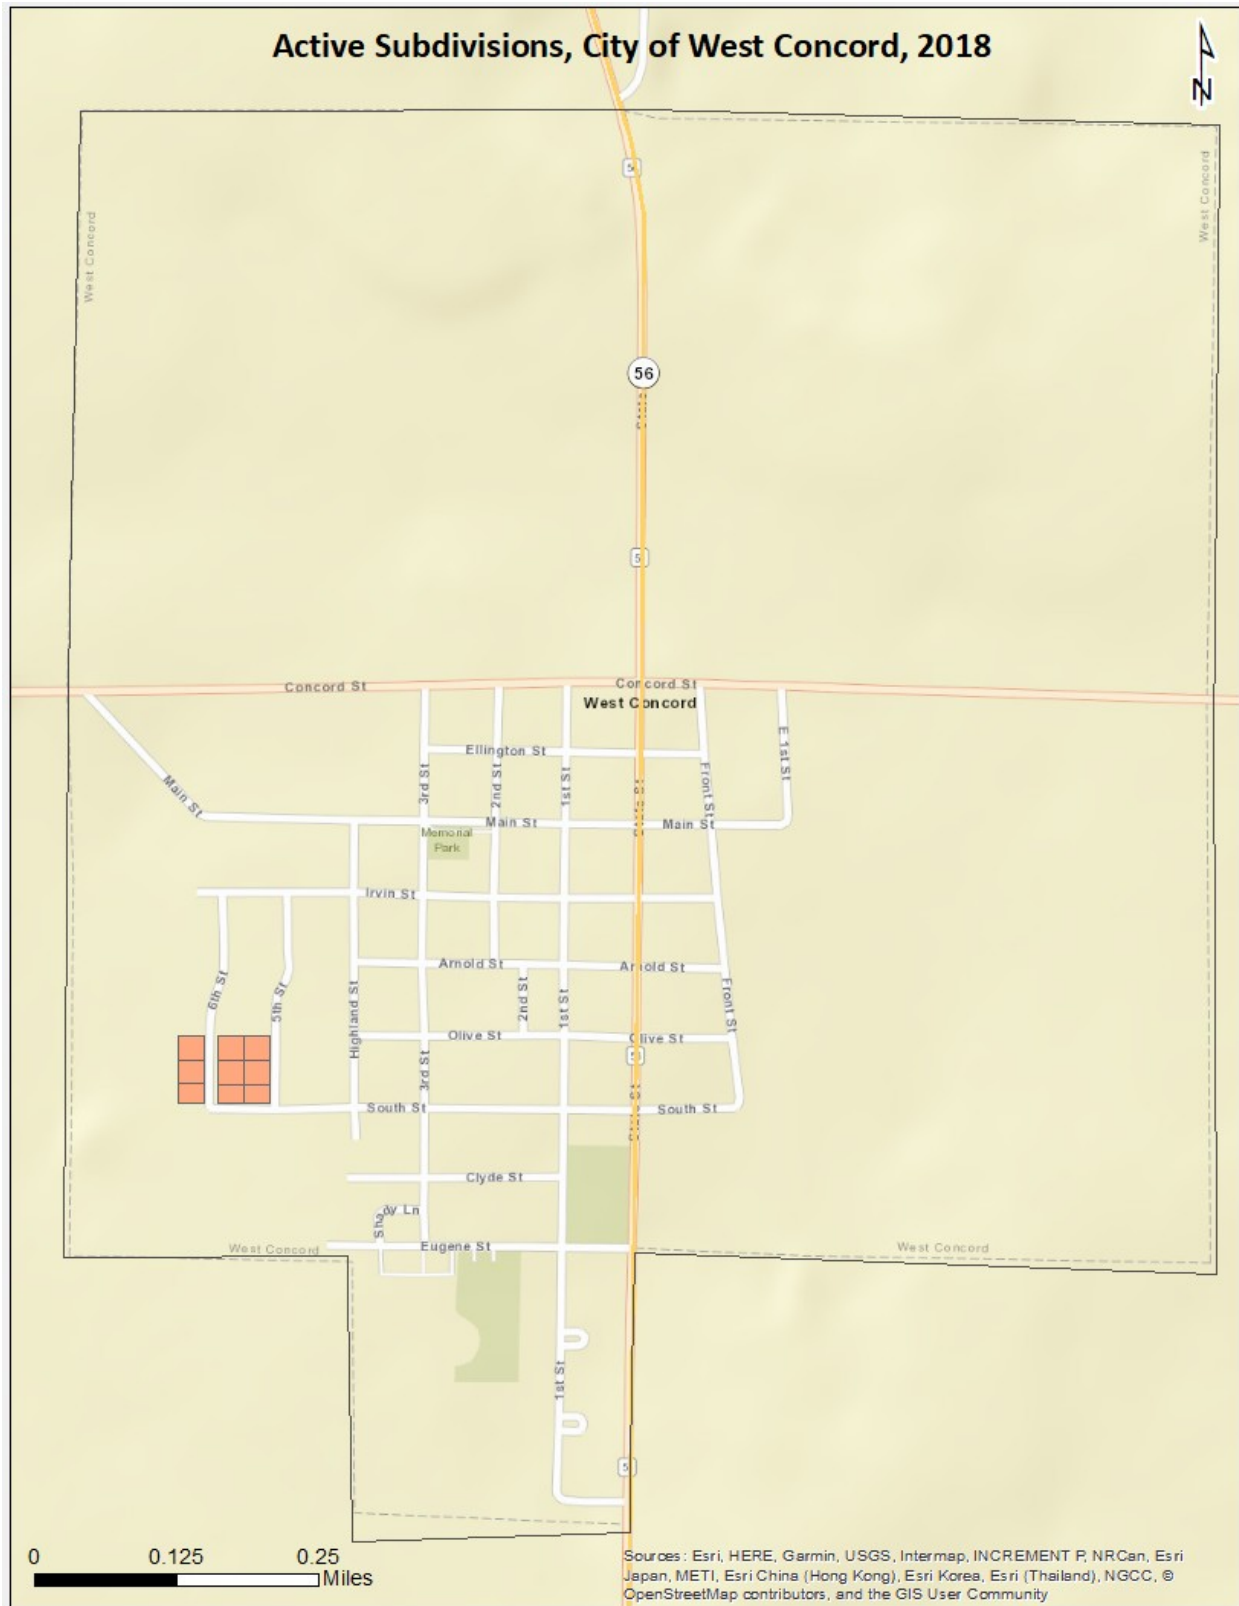 Active Subdivisions, City of West Concord, 2018
N
West Concord
West Concord
56
5
Concord St
Concord St
West Concord
Ellington St
E 1st St
Main St
3rd St
2nd St
1st St
Front St
Main St
Main St
Memorial
Park
Irvin St
Arnold St
Arnold St
6th St
5th St
Highland St
2nd St
1st St
Front St
Olive St
Olive St
3rd St
South St
South St
Clyde St
Shady Ln
Eugene St
West Concord
West Concord
1st St
5
0
0.125
0.25
Miles
Sources: Esri, HERE, Garmin, USGS, Intermap, INCREMENT P, NRCan, Esri
Japan, METI, Esri China (Hong Kong), Esri Korea, Esri (Thailand), NGCC, ©
OpenStreetMap contributors, and the GIS User Community